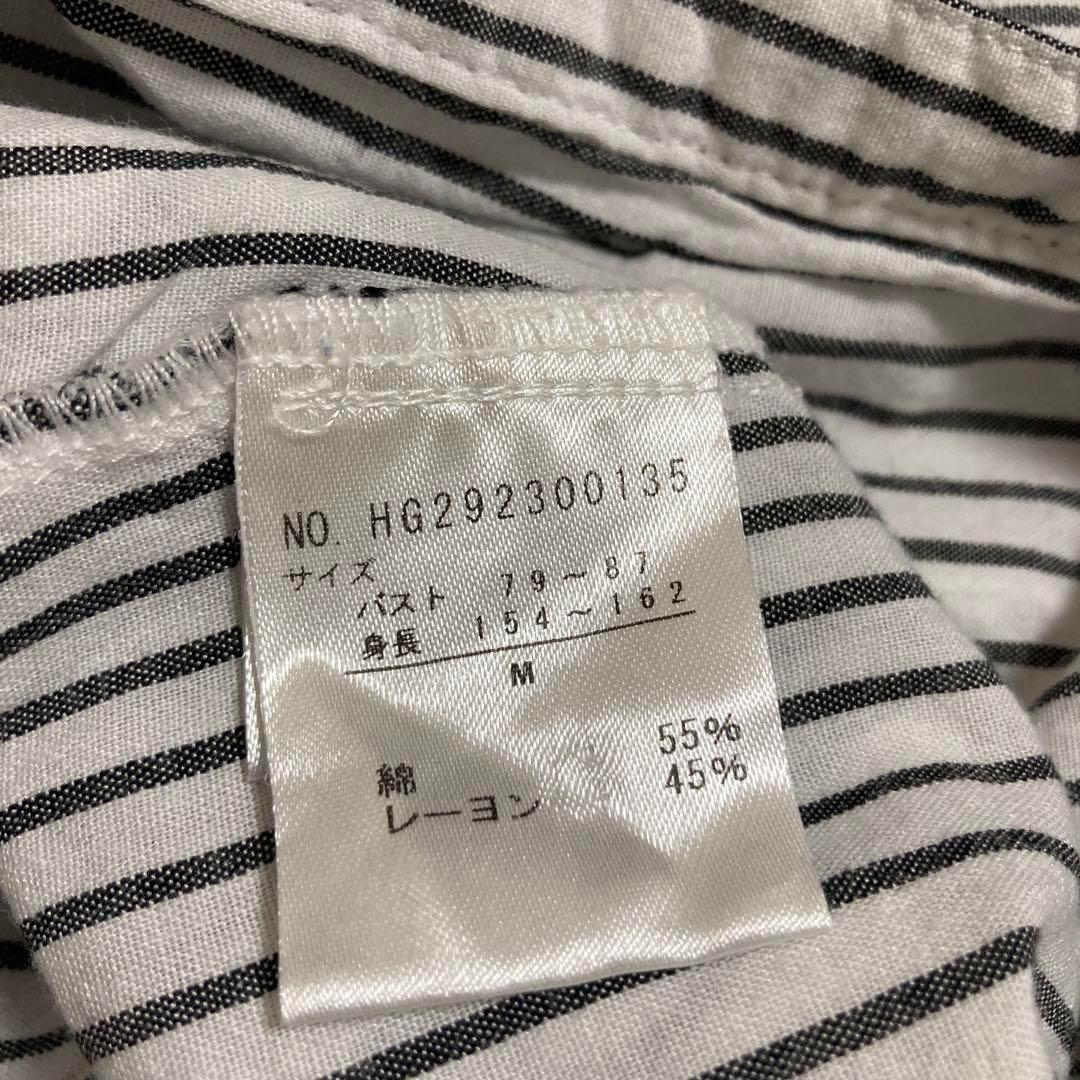 NO. HG292300135
サイズ
バスト 79～87
身長 154～162
M
綿 55%
レーヨン 45%